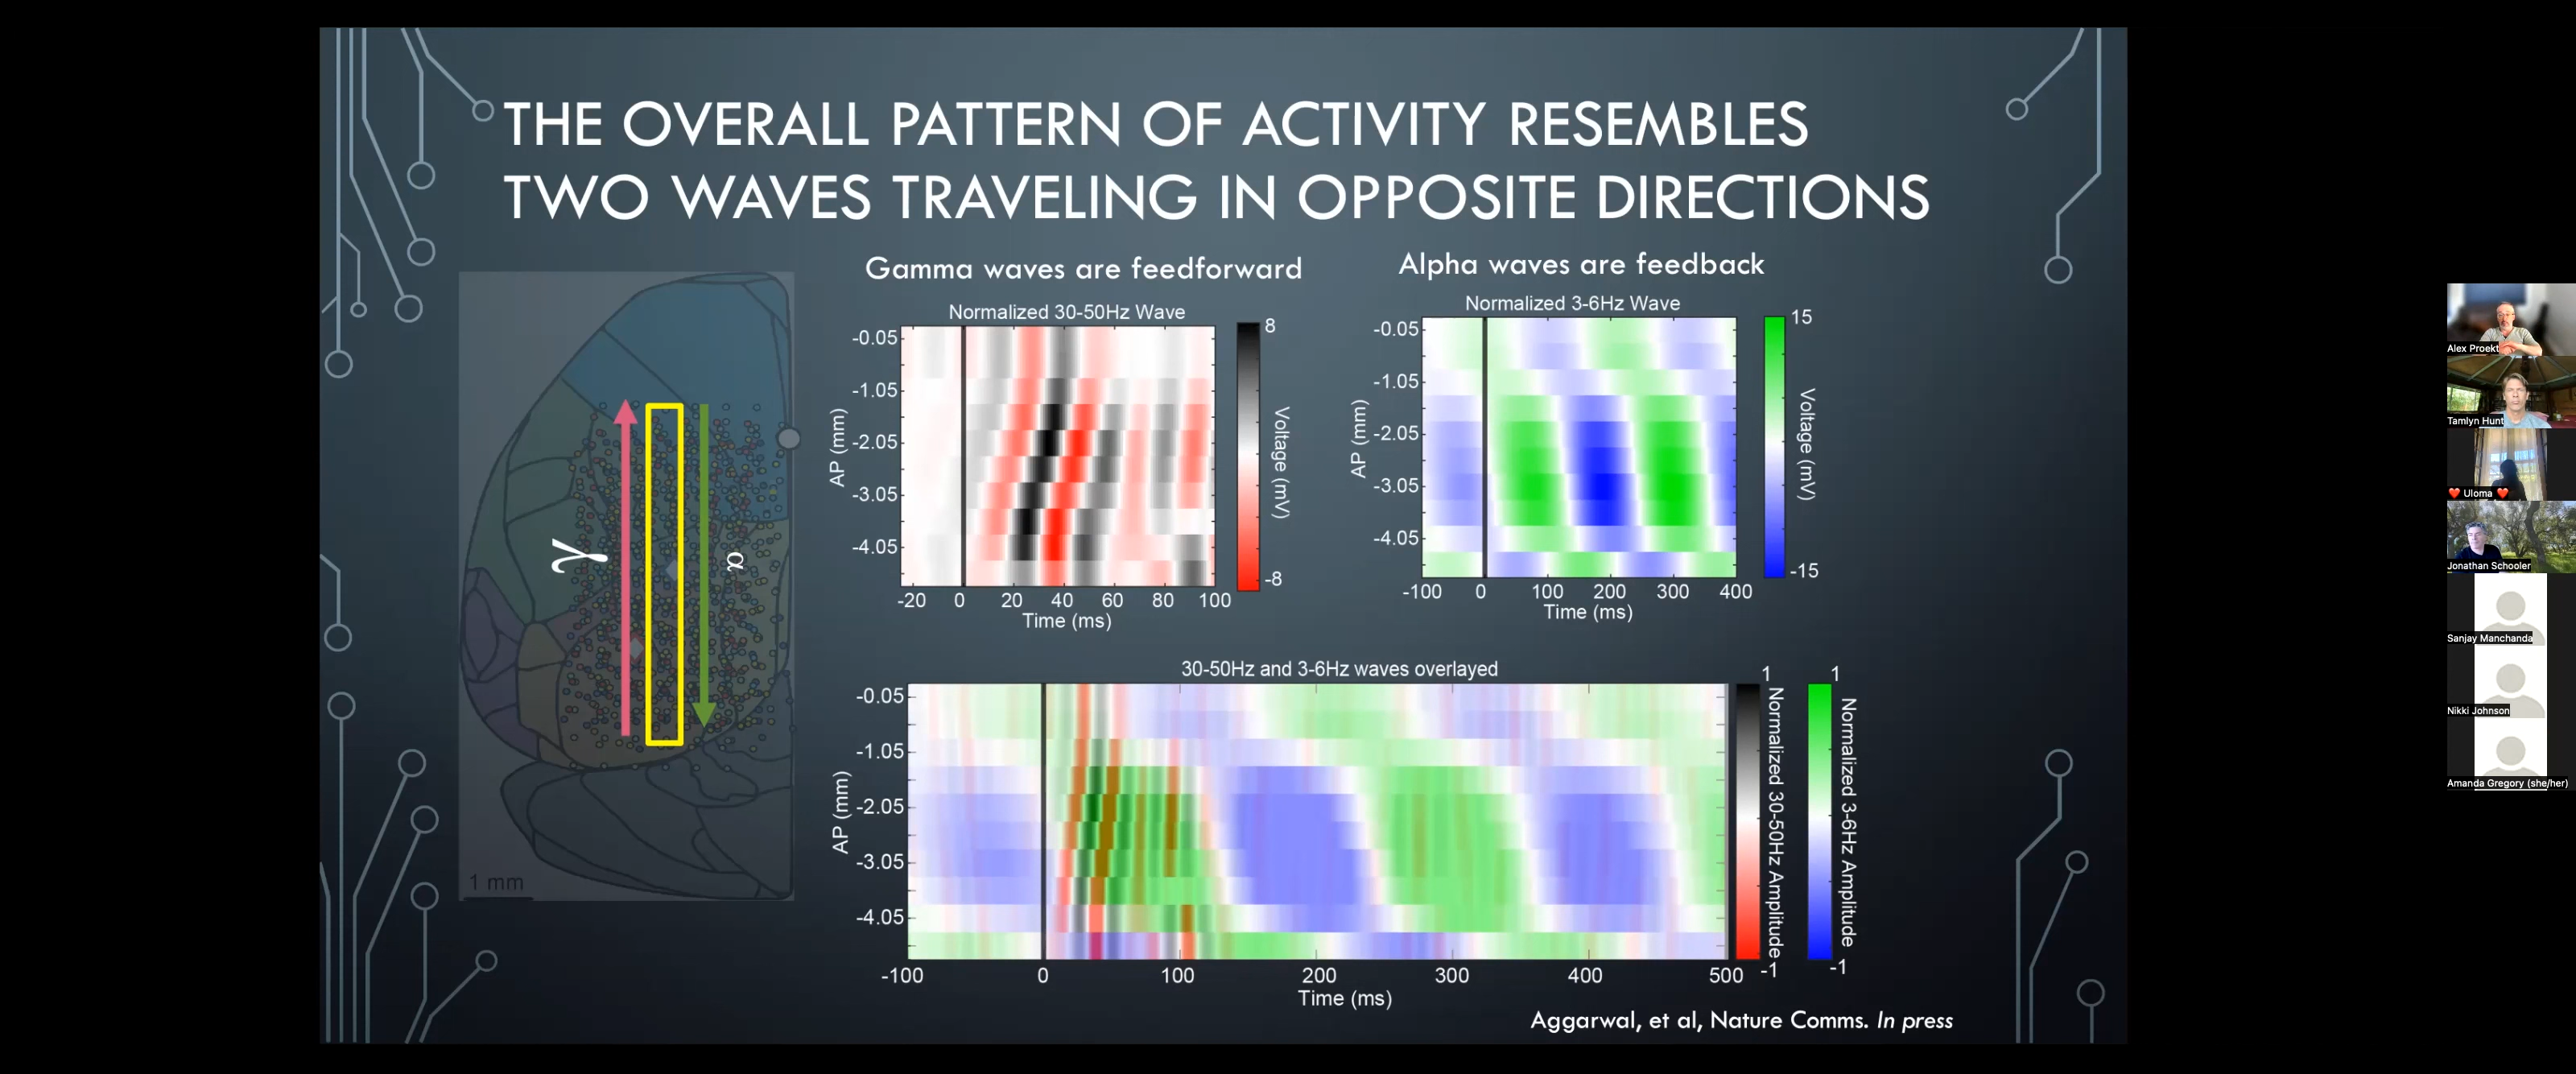 THE OVERALL PATTERN OF ACTIVITY RESEMBLES
TWO WAVES TRAVELING IN OPPOSITE DIRECTIONS
γ
α
1 mm
Gamma waves are feedforward
Normalized 30-50Hz Wave
-0.05
-1.05
-2.05
-3.05
-4.05
AP (mm)
-20 0 20 40 60 80 100
Time (ms)
8
-8
Voltage (mV)
Alpha waves are feedback
Normalized 3-6Hz Wave
-0.05
-1.05
-2.05
-3.05
-4.05
AP (mm)
-100 0 100 200 300 400
Time (ms)
15
-15
Voltage (mV)
30-50Hz and 3-6Hz waves overlayed
-0.05
-1.05
-2.05
-3.05
-4.05
AP (mm)
-100 0 100 200 300 400 500
Time (ms)
1
-1
Normalized 30-50Hz Amplitude
1
-1
Normalized 3-6Hz Amplitude
Aggarwal, et al, Nature Comms. In press
Alex Proekt
Tamlyn Hunt
❤️ Uloma ❤️
Jonathan Schooler
Sanjay Manchanda
Nikki Johnson
Amanda Gregory (she/her)